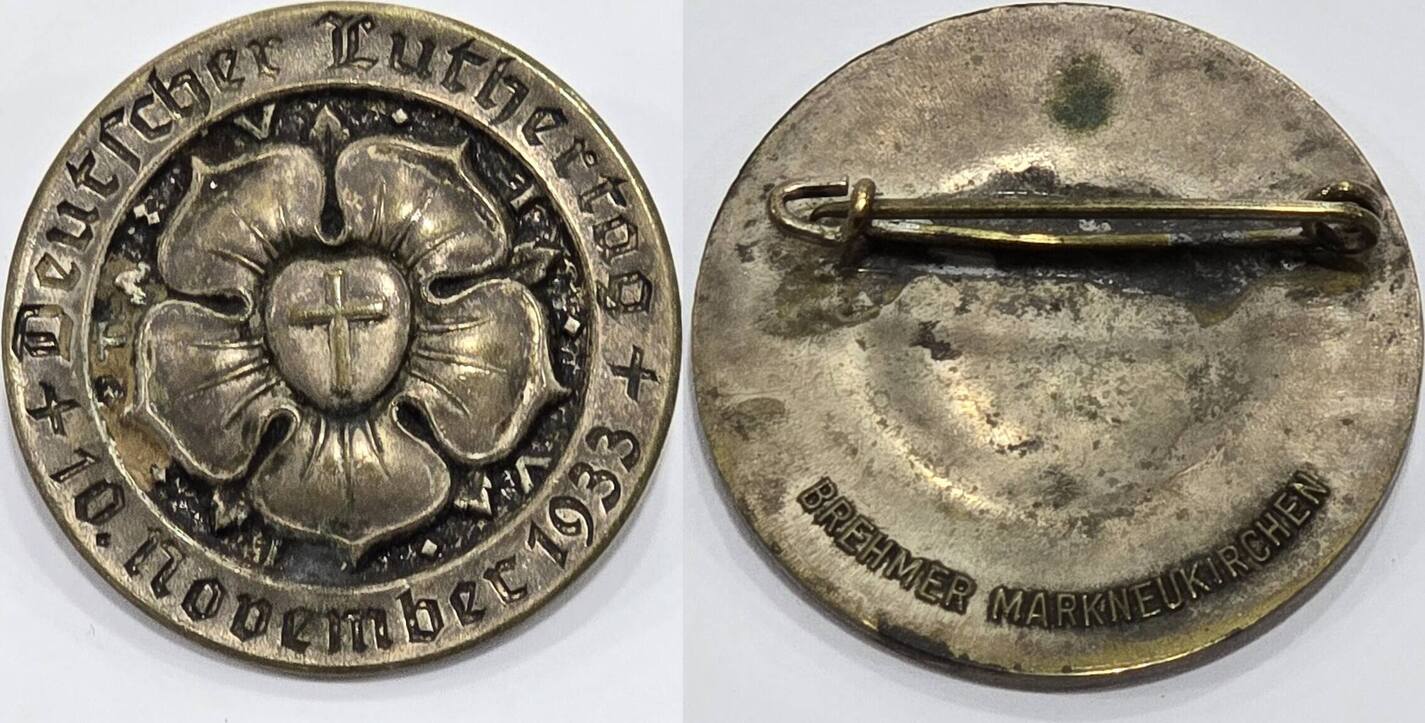 Deutſcher Luthertag
+ 10. November 1933 +
V I V I T
BREHMER MARKNEUKIRCHEN